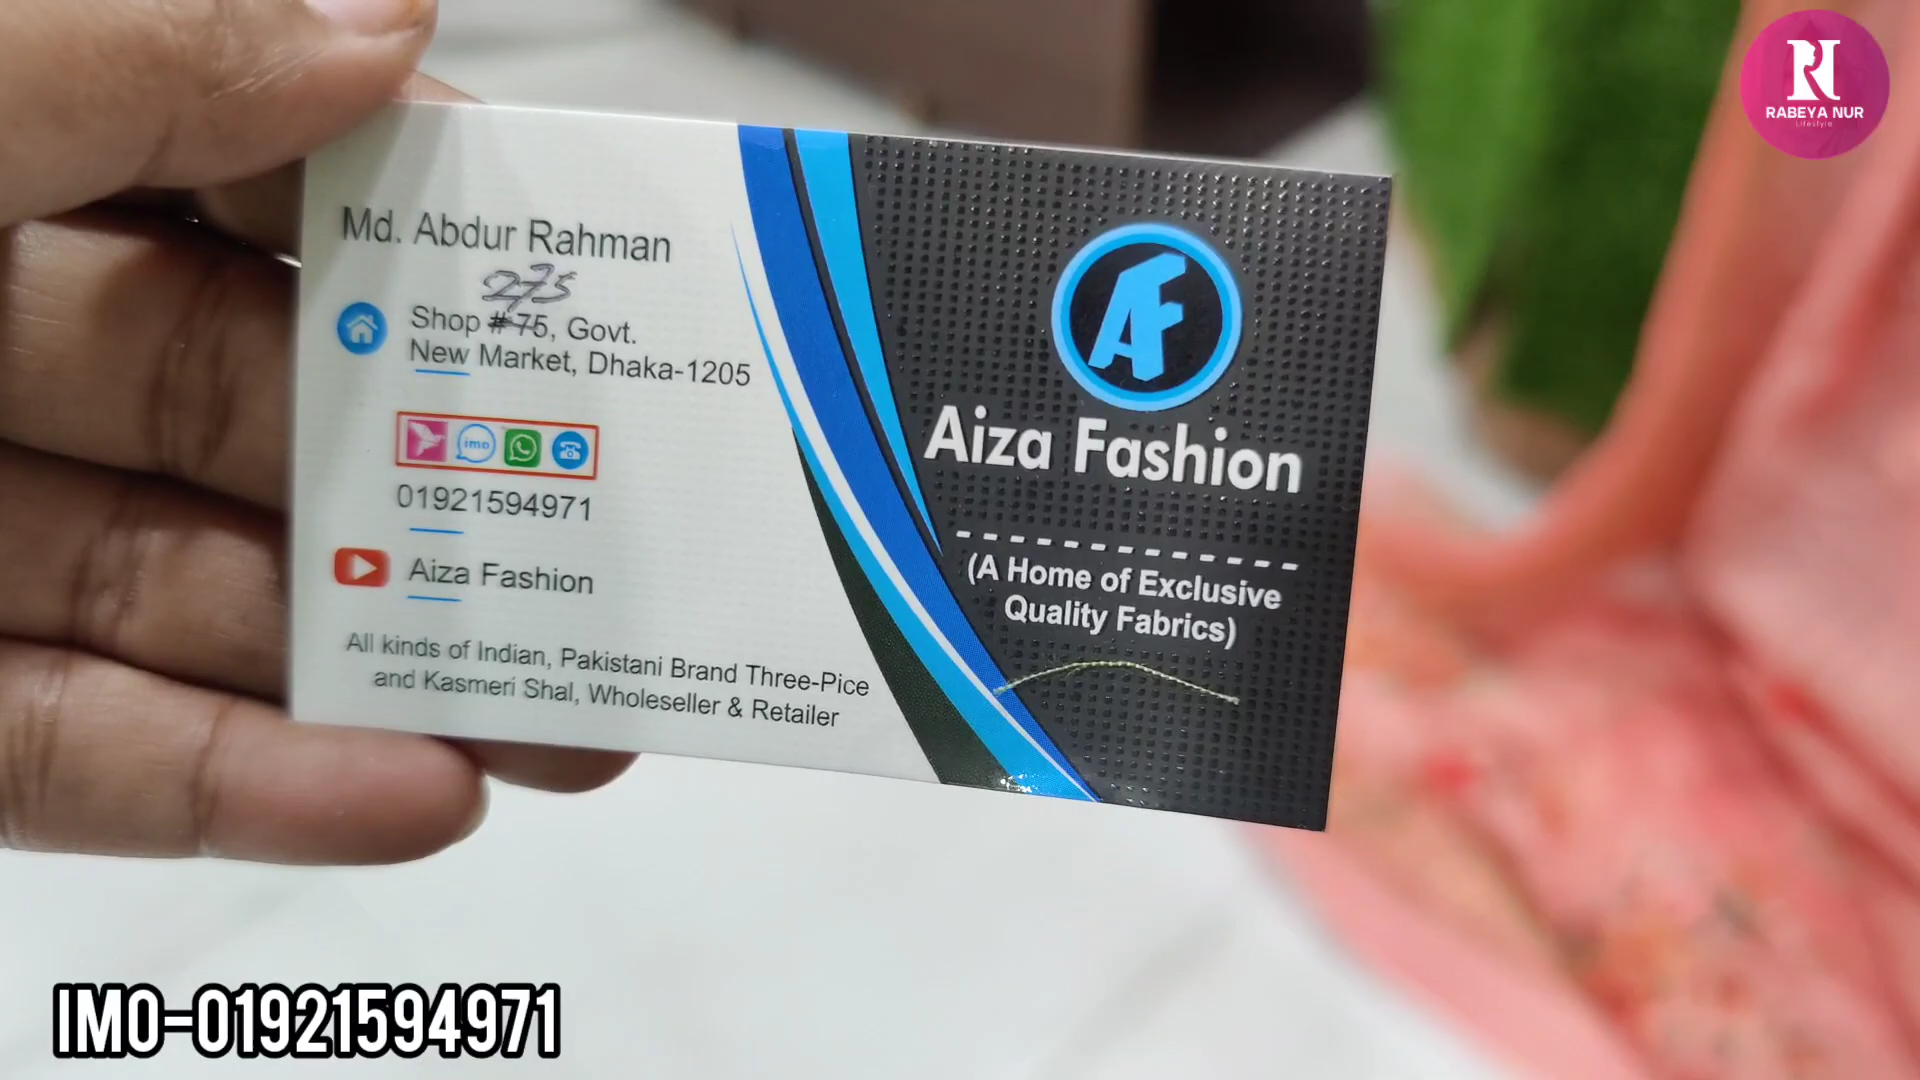 RABEYA NUR
Lifestyle
Md. Abdur Rahman
275
Shop # 75, Govt.
New Market, Dhaka-1205
imo
01921594971
Aiza Fashion
All kinds of Indian, Pakistani Brand Three-Pice
and Kasmeri Shal, Wholeseller & Retailer
AF
Aiza Fashion
(A Home of Exclusive
Quality Fabrics)
IMO-01921594971